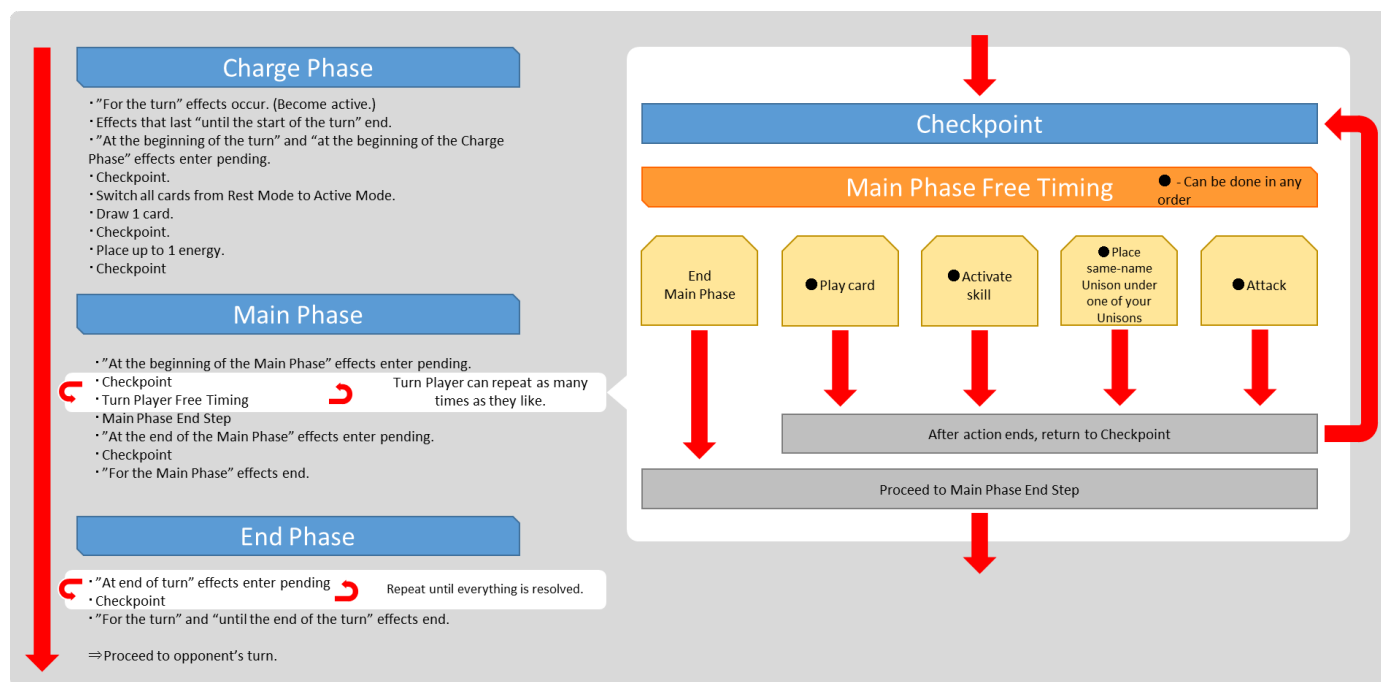 Charge Phase
・"For the turn" effects occur. (Become active.)
・Effects that last “until the start of the turn” end.
・"At the beginning of the turn” and “at the beginning of the Charge
Phase” effects enter pending.
・Checkpoint.
・Switch all cards from Rest Mode to Active Mode.
・Draw 1 card.
・Checkpoint.
・Place up to 1 energy.
・Checkpoint
Main Phase
・"At the beginning of the Main Phase” effects enter pending.
・Checkpoint
・Turn Player Free Timing
Turn Player can repeat as many
times as they like.
・Main Phase End Step
・"At the end of the Main Phase” effects enter pending.
・Checkpoint
・"For the Main Phase” effects end.
End Phase
・"At end of turn” effects enter pending
・Checkpoint
Repeat until everything is resolved.
・"For the turn” and “until the end of the turn” effects end.
⇒Proceed to opponent’s turn.
Checkpoint
Main Phase Free Timing
● - Can be done in any
order
End
Main Phase
●Play card
●Activate
skill
●Place
same-name
Unison under
one of your
Unisons
●Attack
After action ends, return to Checkpoint
Proceed to Main Phase End Step